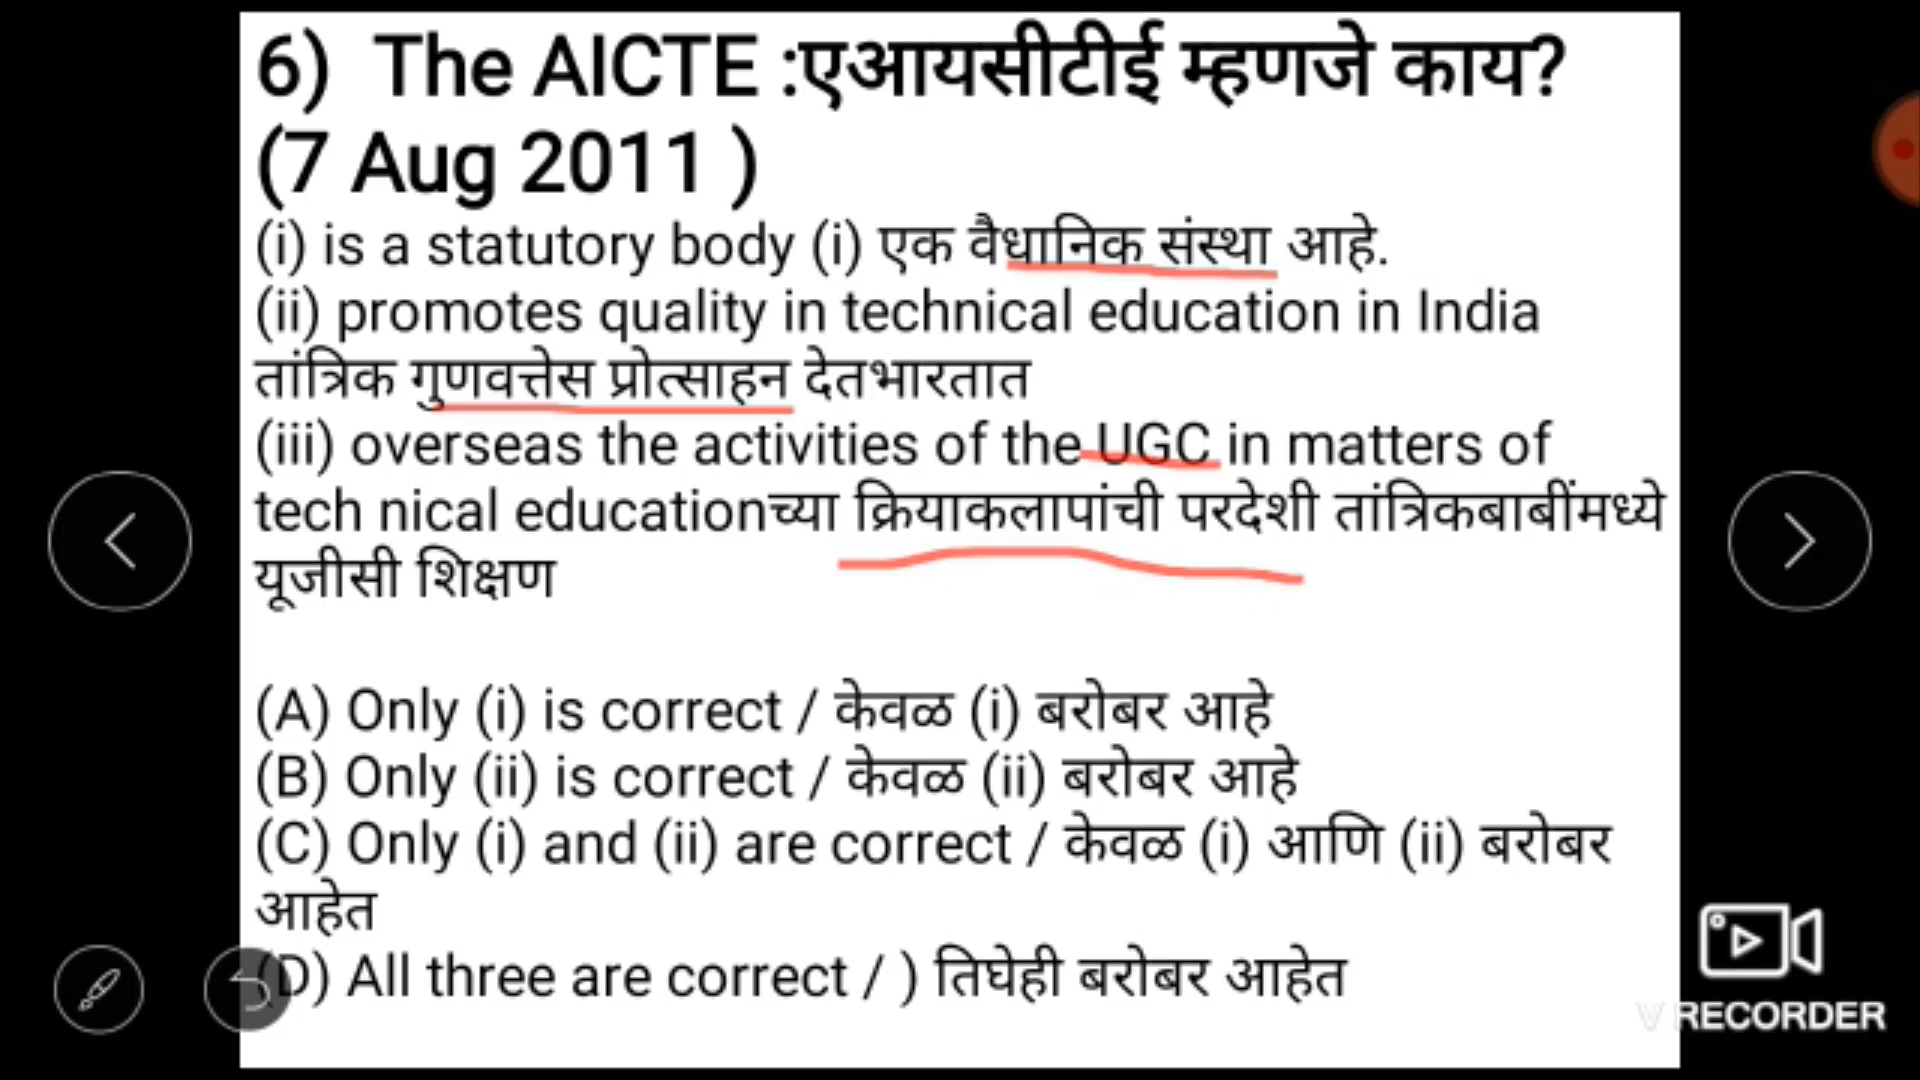 6) The AICTE :एआयसीटीई म्हणजे काय?
(7 Aug 2011 )
(i) is a statutory body (i) एक वैधानिक संस्था आहे.
(ii) promotes quality in technical education in India
तांत्रिक गुणवत्तेस प्रोत्साहन देतभारतात
(iii) overseas the activities of the UGC in matters of
tech nical educationच्या क्रियाकलापांची परदेशी तांत्रिकबाबींमध्ये
यूजीसी शिक्षण
(A) Only (i) is correct / केवळ (i) बरोबर आहे
(B) Only (ii) is correct / केवळ (ii) बरोबर आहे
(C) Only (i) and (ii) are correct / केवळ (i) आणि (ii) बरोबर
आहेत
(D) All three are correct / ) तिघेही बरोबर आहेत
V RECORDER